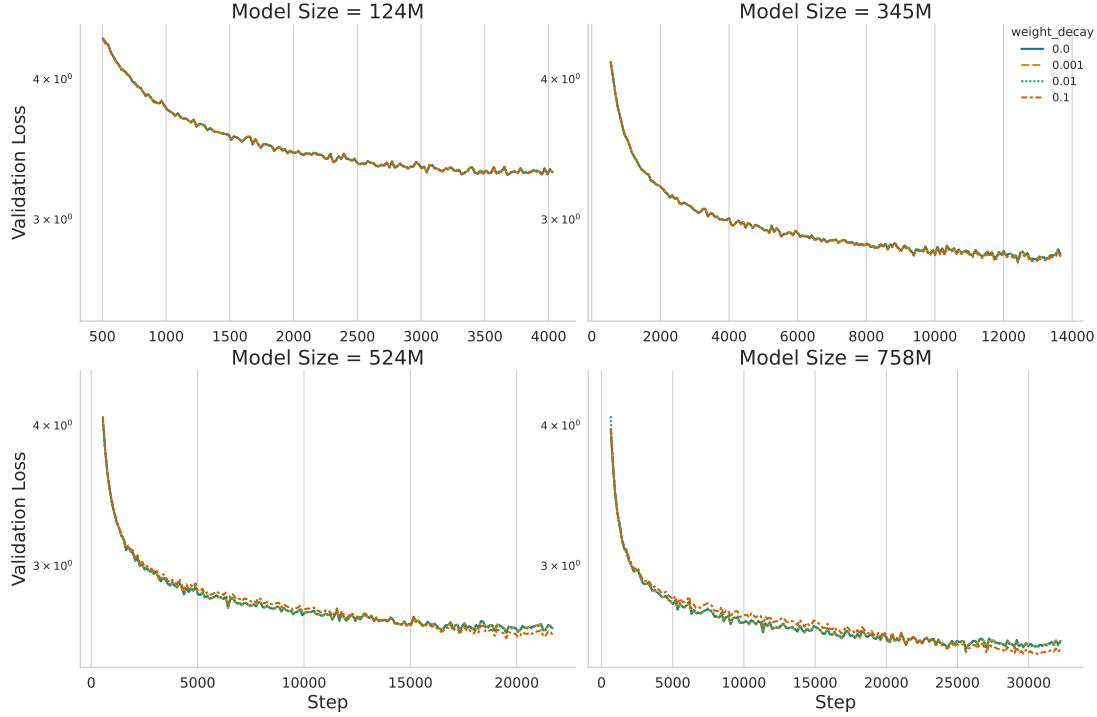 Model Size = 124M
Model Size = 345M
weight_decay
0.0
0.001
0.01
0.1
Validation Loss
4 × 10⁰
3 × 10⁰
4 × 10⁰
3 × 10⁰
500 1000 1500 2000 2500 3000 3500 4000
0 2000 4000 6000 8000 10000 12000 14000
Model Size = 524M
Model Size = 758M
Validation Loss
4 × 10⁰
3 × 10⁰
4 × 10⁰
3 × 10⁰
0 5000 10000 15000 20000
0 5000 10000 15000 20000 25000 30000
Step
Step